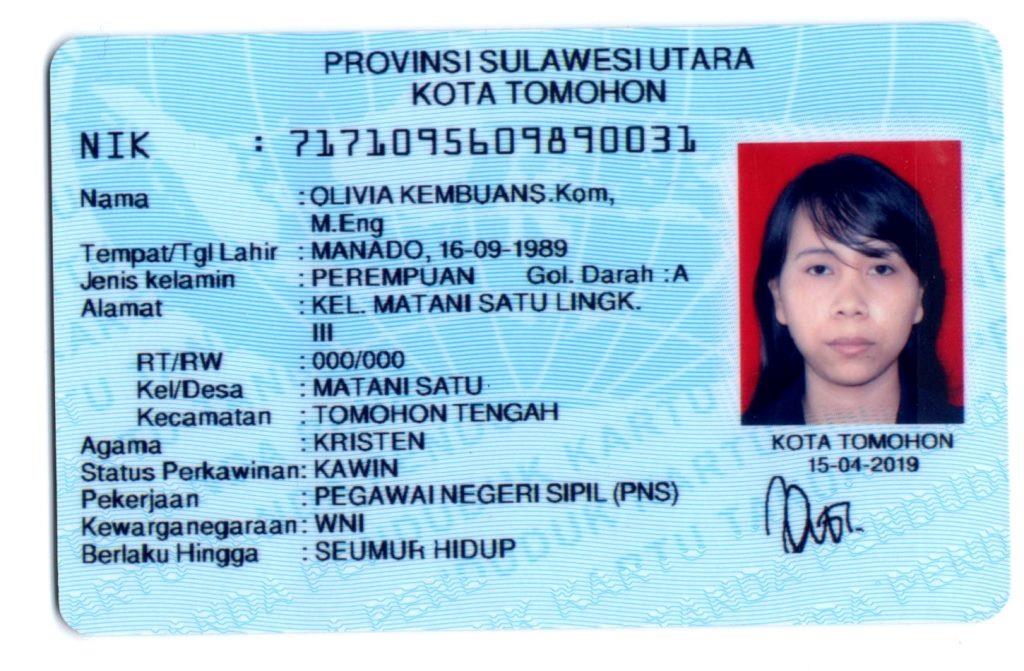 PROVINSI SULAWESI UTARA
KOTA TOMOHON
NIK : 7171095609890031
Nama : OLIVIA KEMBUANS.Kom,
M.Eng
Tempat/Tgl Lahir : MANADO, 16-09-1989
Jenis kelamin : PEREMPUAN Gol. Darah :A
Alamat : KEL. MATANI SATU LINGK.
III
RT/RW : 000/000
Kel/Desa : MATANI SATU
Kecamatan : TOMOHON TENGAH
Agama : KRISTEN
Status Perkawinan: KAWIN
Pekerjaan : PEGAWAI NEGERI SIPIL (PNS)
Kewarganegaraan: WNI
Berlaku Hingga : SEUMUR HIDUP
KOTA TOMOHON
15-04-2019